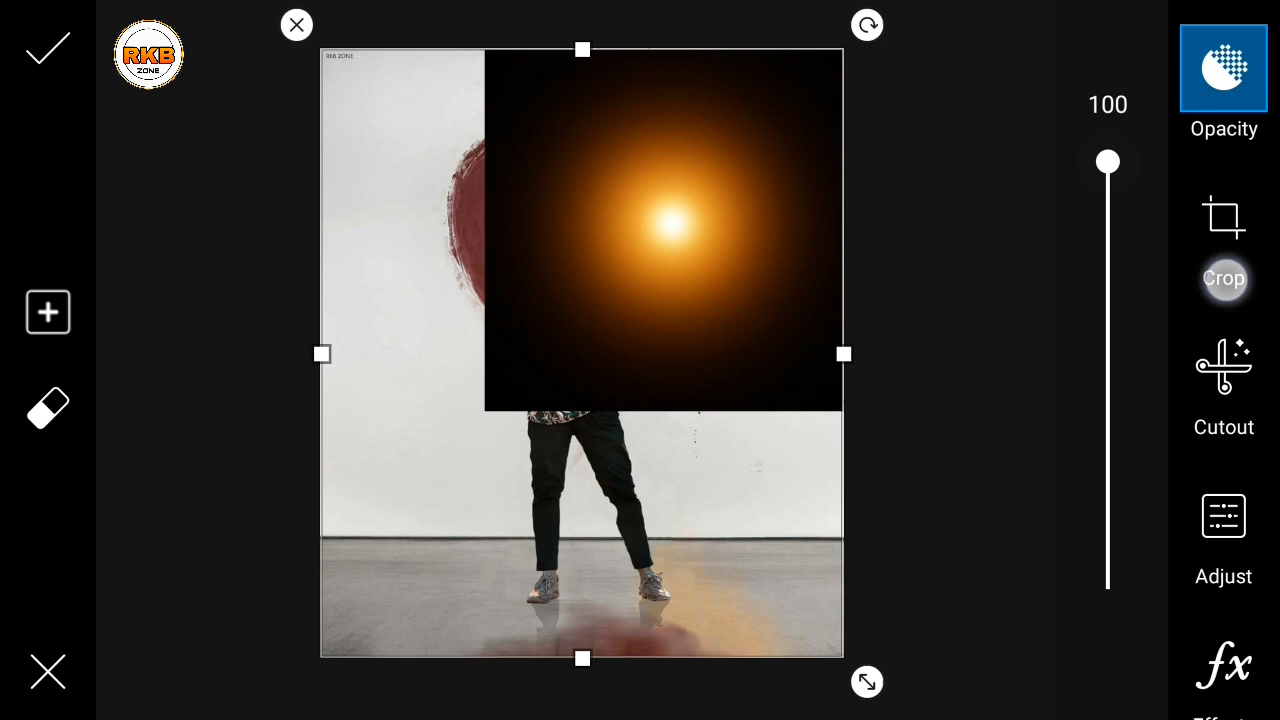 RKB
ZONE
RKB ZONE
100
Opacity
Crop
Cutout
Adjust
fx